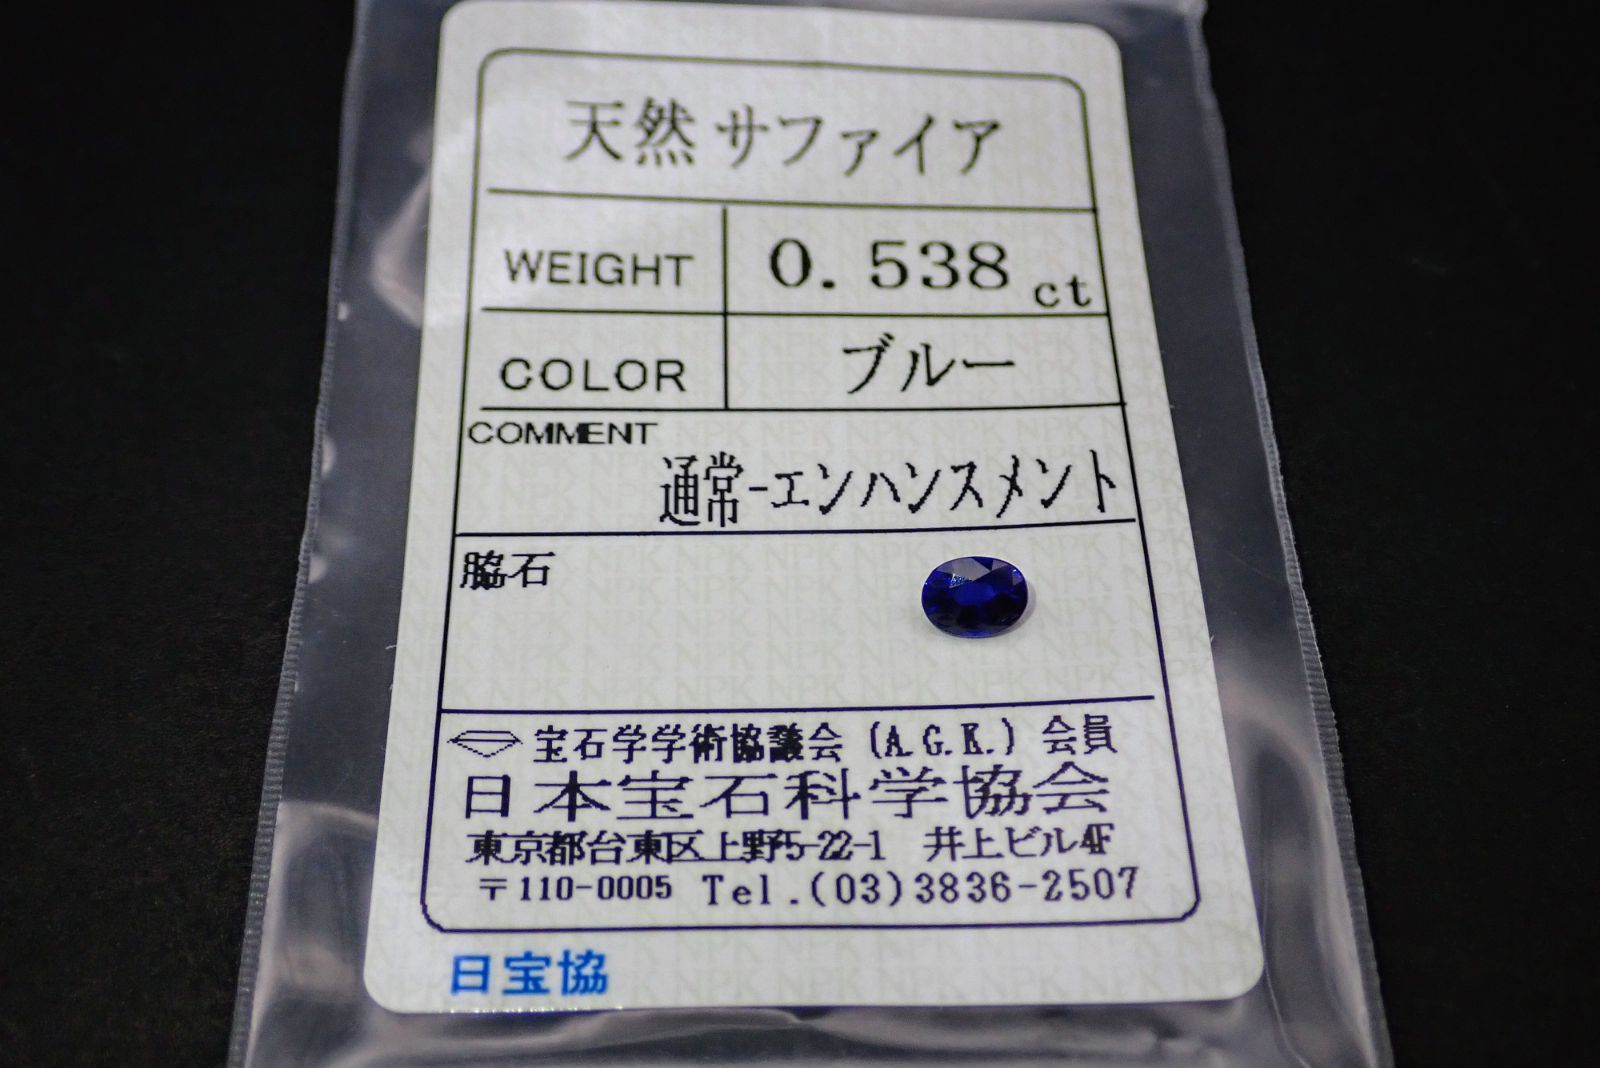 天然 サファイア
WEIGHT 0.538 ct
COLOR ブルー
COMMENT
通常-エンハンスメント
脇石
宝石学学術協議会 (A.G.K.) 会員
日本宝石科学協会
東京都台東区上野5-22-1 井上ビル4F
〒110-0005 Tel.(03)3836-2507
日宝協